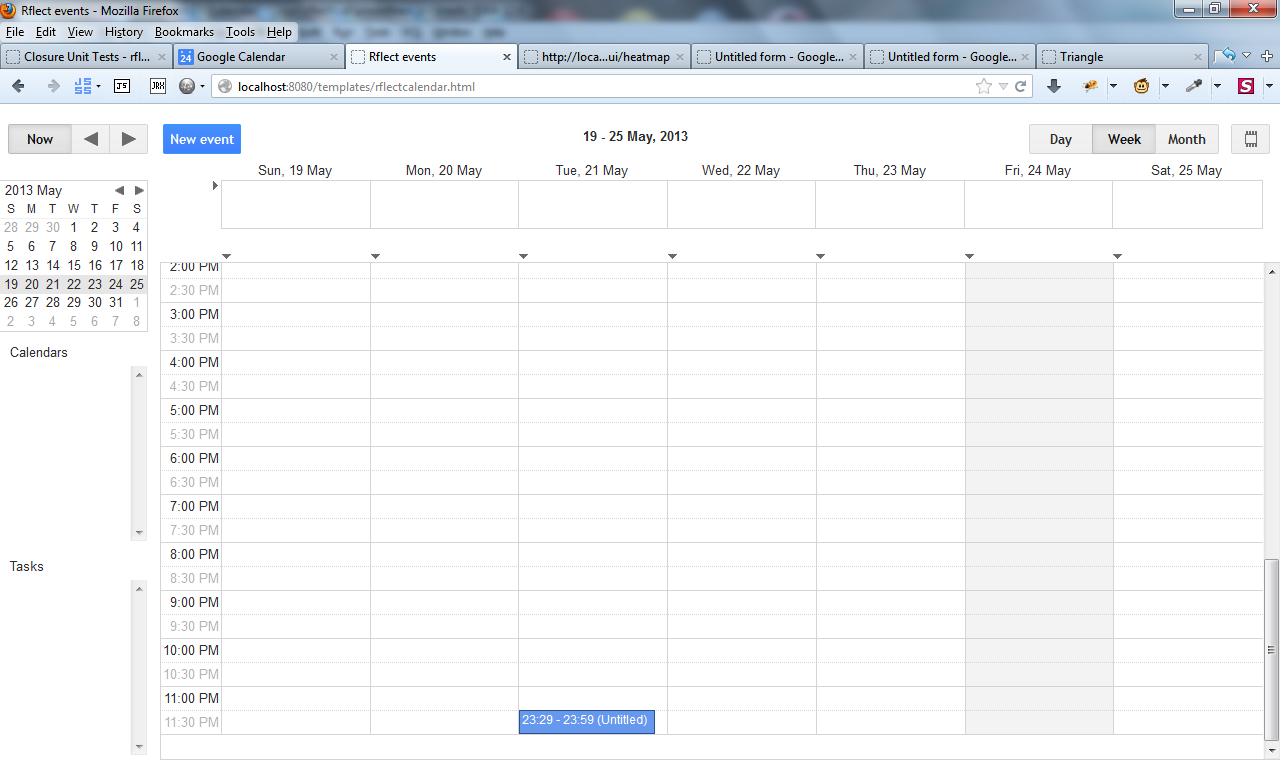 Rflect events - Mozilla Firefox
File Edit View History Bookmarks Tools Help
Closure Unit Tests - rfl... × 24 Google Calendar × Rflect events × http://loca...ui/heatmap × Untitled form - Google... × Untitled form - Google... × Triangle ×
JS JRX localhost:8080/templates/rflectcalendar.html S
Now New event 19 - 25 May, 2013 Day Week Month
Sun, 19 May Mon, 20 May Tue, 21 May Wed, 22 May Thu, 23 May Fri, 24 May Sat, 25 May
2013 May
S M T W T F S
28 29 30 1 2 3 4
5 6 7 8 9 10 11
12 13 14 15 16 17 18
19 20 21 22 23 24 25
26 27 28 29 30 31 1
2 3 4 5 6 7 8
Calendars
Tasks
2:00 PM
2:30 PM
3:00 PM
3:30 PM
4:00 PM
4:30 PM
5:00 PM
5:30 PM
6:00 PM
6:30 PM
7:00 PM
7:30 PM
8:00 PM
8:30 PM
9:00 PM
9:30 PM
10:00 PM
10:30 PM
11:00 PM
11:30 PM
23:29 - 23:59 (Untitled)